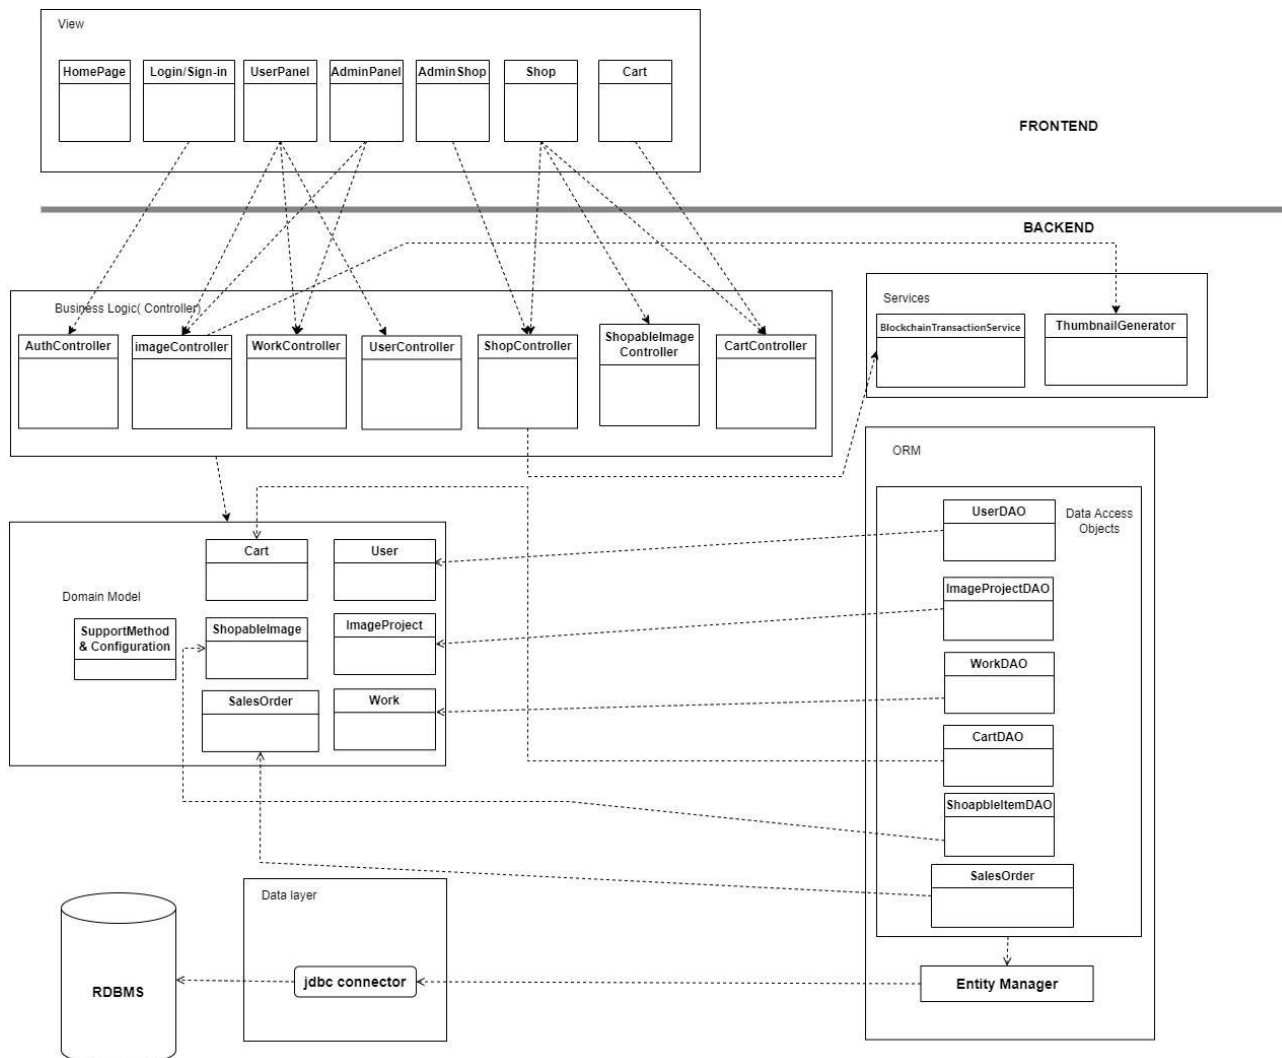 View
HomePage
Login/Sign-in
UserPanel
AdminPanel
AdminShop
Shop
Cart
FRONTEND
BACKEND
Business Logic( Controller)
AuthController
imageController
WorkController
UserController
ShopController
ShopableImage
Controller
CartController
Services
BlockchainTransactionService
ThumbnailGenerator
ORM
Data Access
Objects
UserDAO
ImageProjectDAO
WorkDAO
CartDAO
ShoapbleItemDAO
SalesOrder
Entity Manager
Domain Model
SupportMethod
& Configuration
Cart
User
ShopableImage
ImageProject
SalesOrder
Work
Data layer
jdbc connector
RDBMS